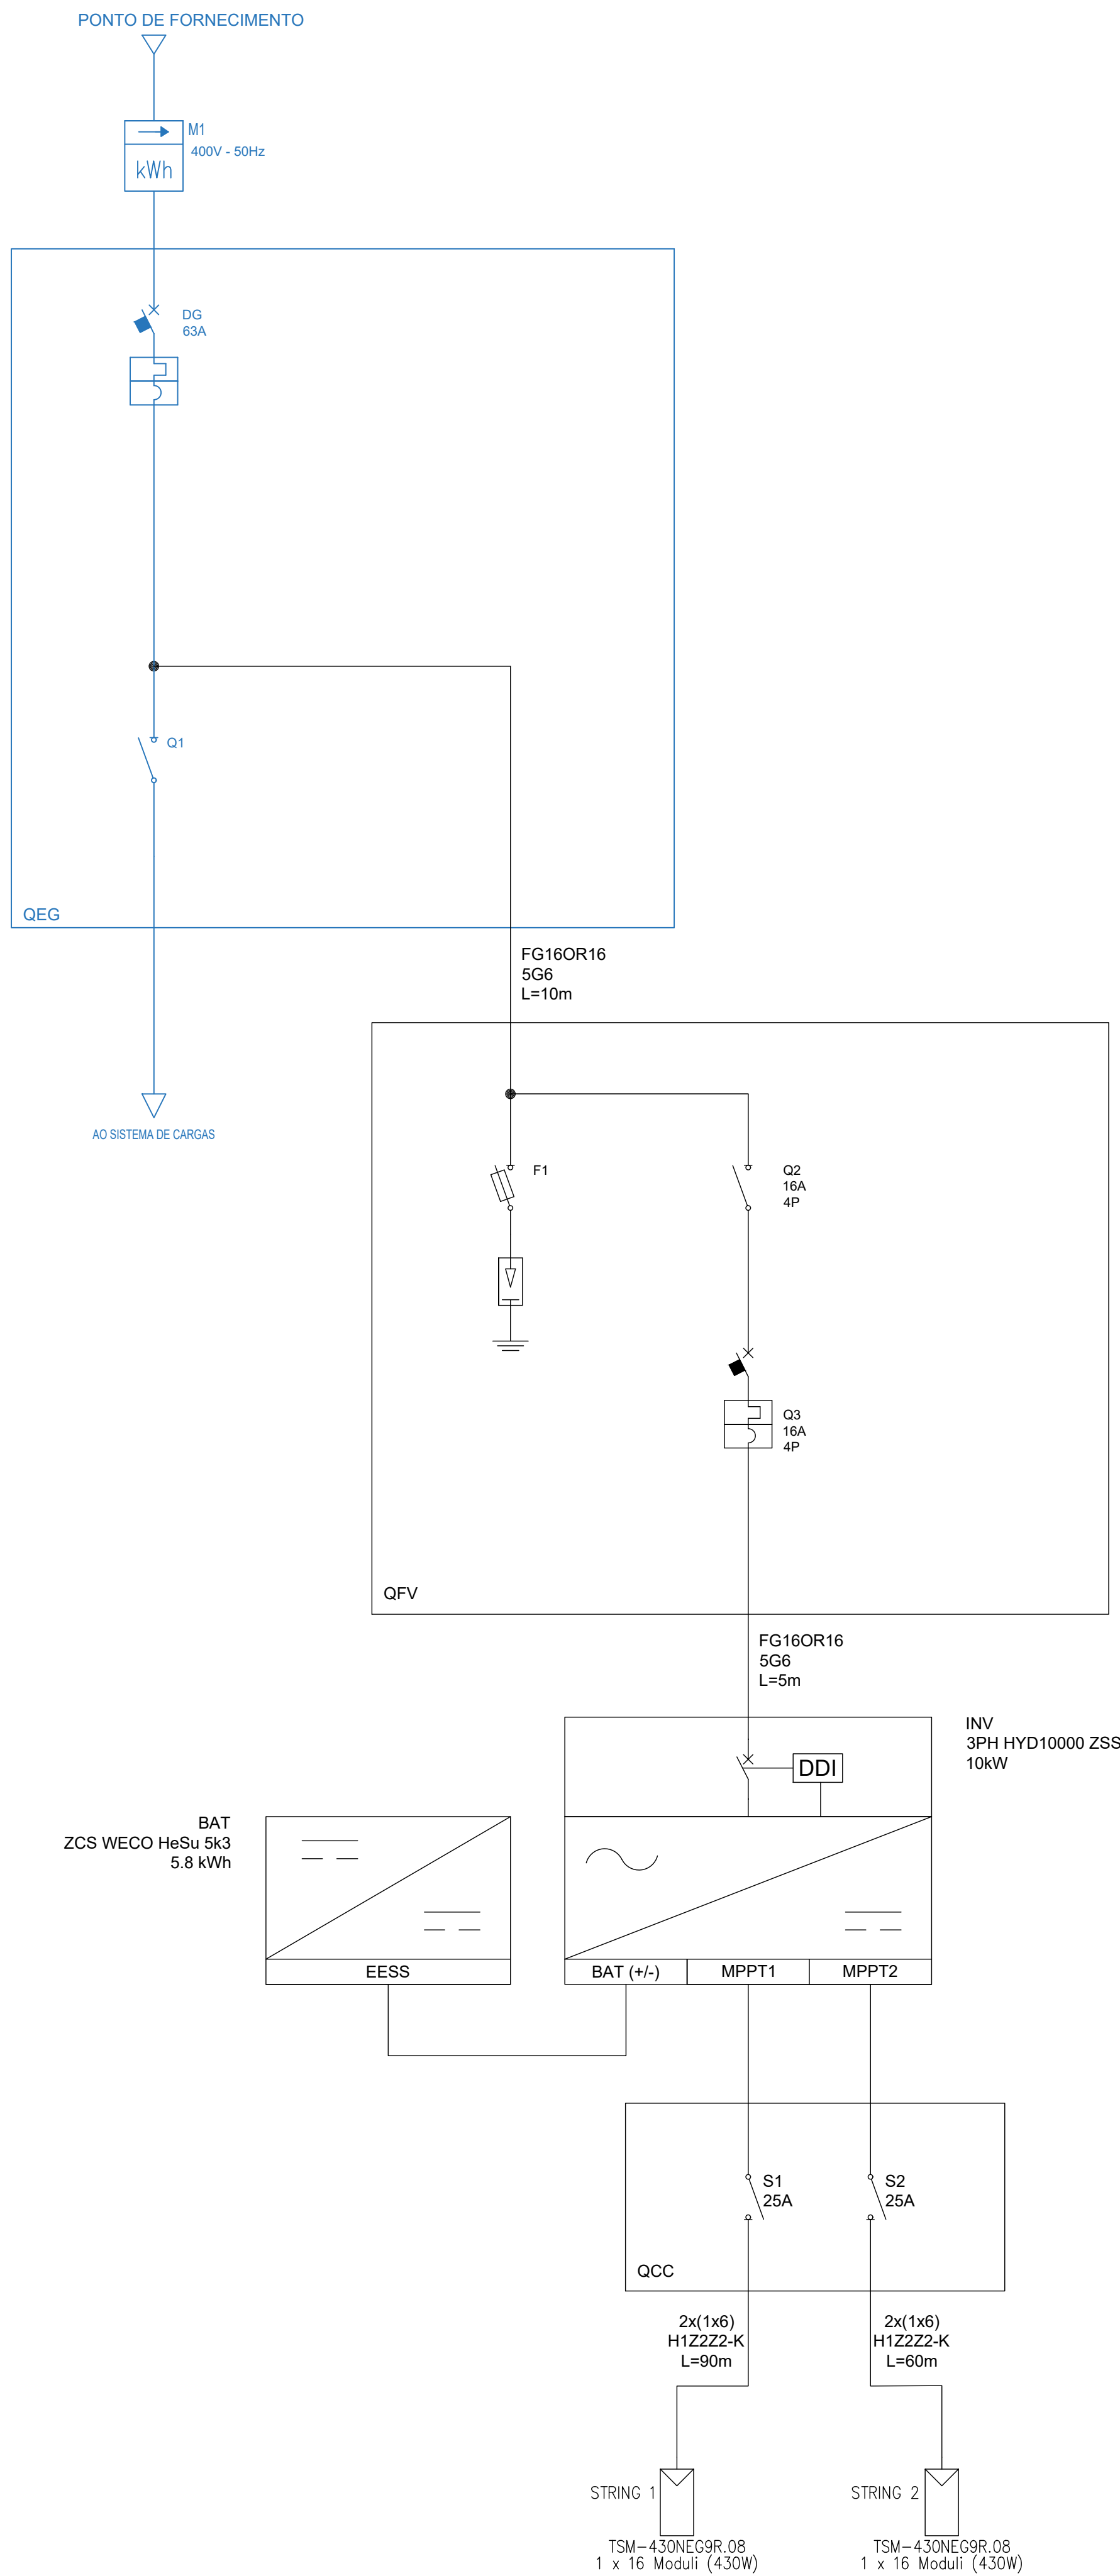 PONTO DE FORNECIMENTO
M1
400V - 50Hz
kWh
DG
63A
Q1
QEG
FG16OR16
5G6
L=10m
AO SISTEMA DE CARGAS
F1
Q2
16A
4P
Q3
16A
4P
QFV
FG16OR16
5G6
L=5m
INV
3PH HYD10000 ZSS
10kW
DDI
BAT
ZCS WECO HeSu 5k3
5.8 kWh
EESS
BAT (+/-)
MPPT1
MPPT2
S1
25A
S2
25A
QCC
2x(1x6)
H1Z2Z2-K
L=90m
2x(1x6)
H1Z2Z2-K
L=60m
STRING 1
TSM-430NEG9R.08
1 x 16 Moduli (430W)
STRING 2
TSM-430NEG9R.08
1 x 16 Moduli (430W)